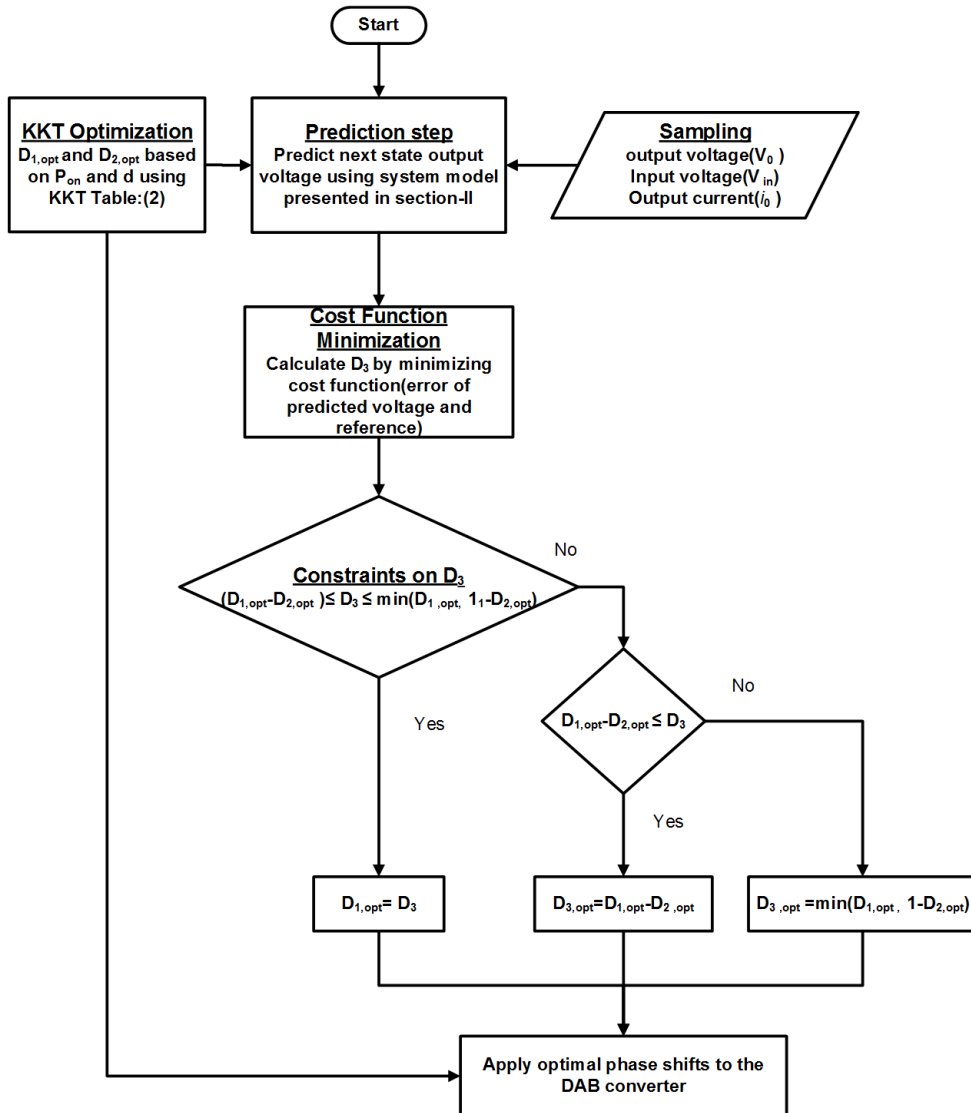 Start
KKT Optimization
D1,opt and D2,opt based
on Pon and d using
KKT Table:(2)
Prediction step
Predict next state output
voltage using system model
presented in section-II
Sampling
output voltage(V0 )
Input voltage(V in)
Output current(i0 )
Cost Function
Minimization
Calculate D3 by minimizing
cost function(error of
predicted voltage and
reference)
Constraints on D3
(D1,opt-D2,opt )≤ D3 ≤ min(D1 ,opt, 11-D2,opt)
No
Yes
D1,opt-D2,opt ≤ D3
No
Yes
D1,opt= D3
D3,opt=D1,opt-D2 ,opt
D3 ,opt =min(D1,opt , 1-D2,opt)
Apply optimal phase shifts to the
DAB converter